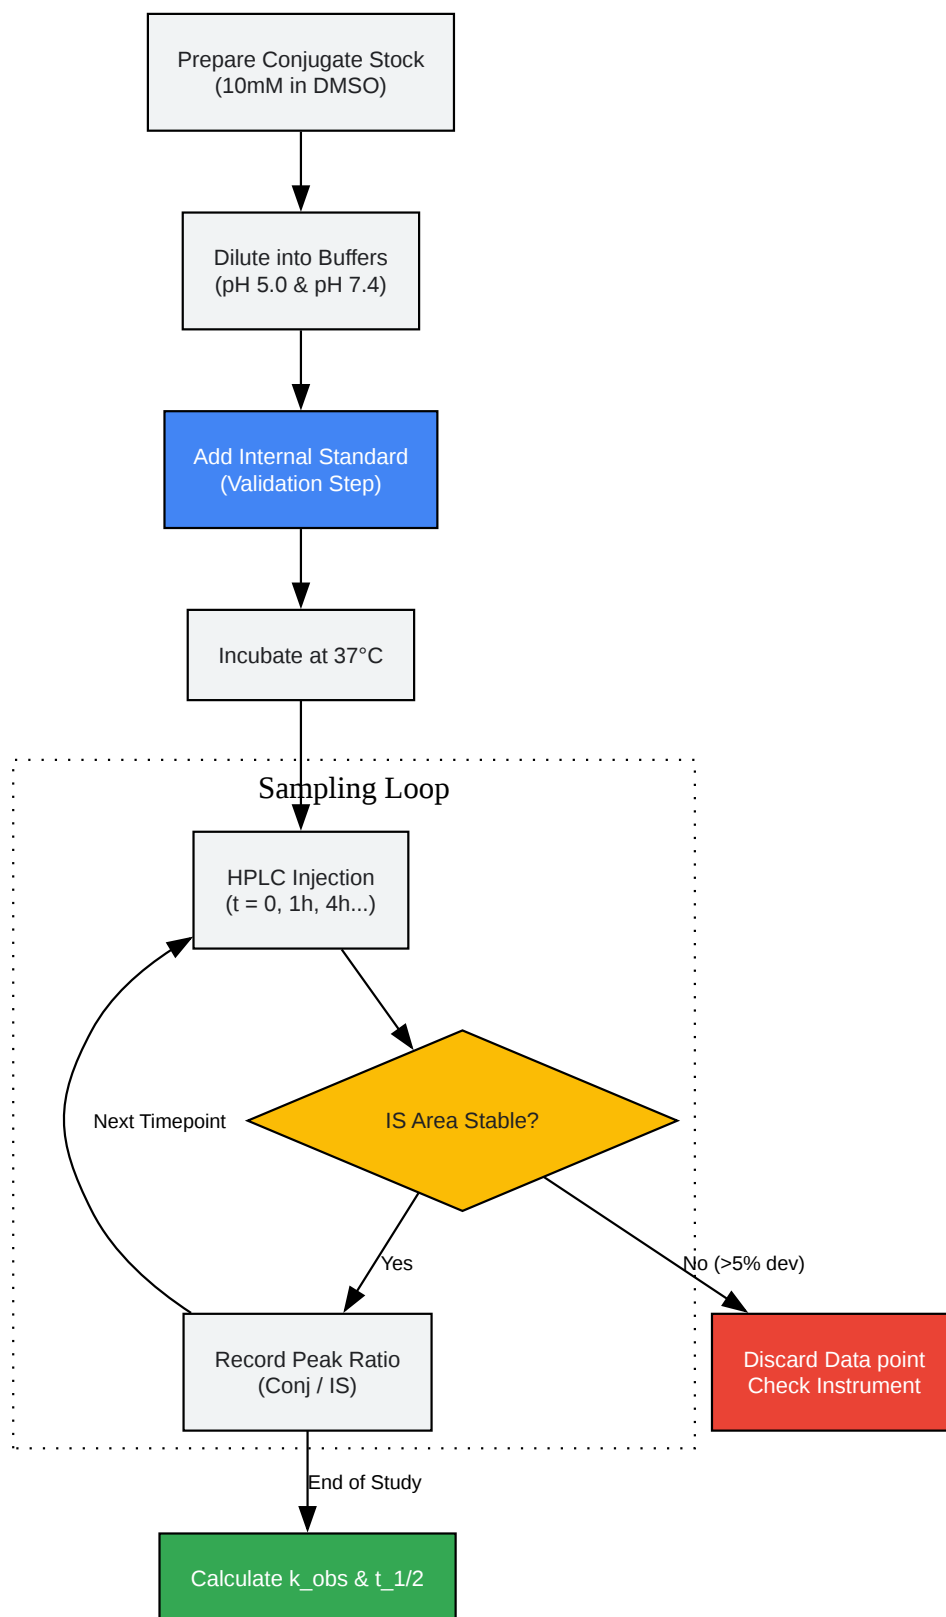 Prepare Conjugate Stock
(10mM in DMSO)
Dilute into Buffers
(pH 5.0 & pH 7.4)
Add Internal Standard
(Validation Step)
Incubate at 37°C
Sampling Loop
HPLC Injection
(t = 0, 1h, 4h...)
Next Timepoint
IS Area Stable?
Yes
No (>5% dev)
Record Peak Ratio
(Conj / IS)
Discard Data point
Check Instrument
End of Study
Calculate k_obs & t_1/2